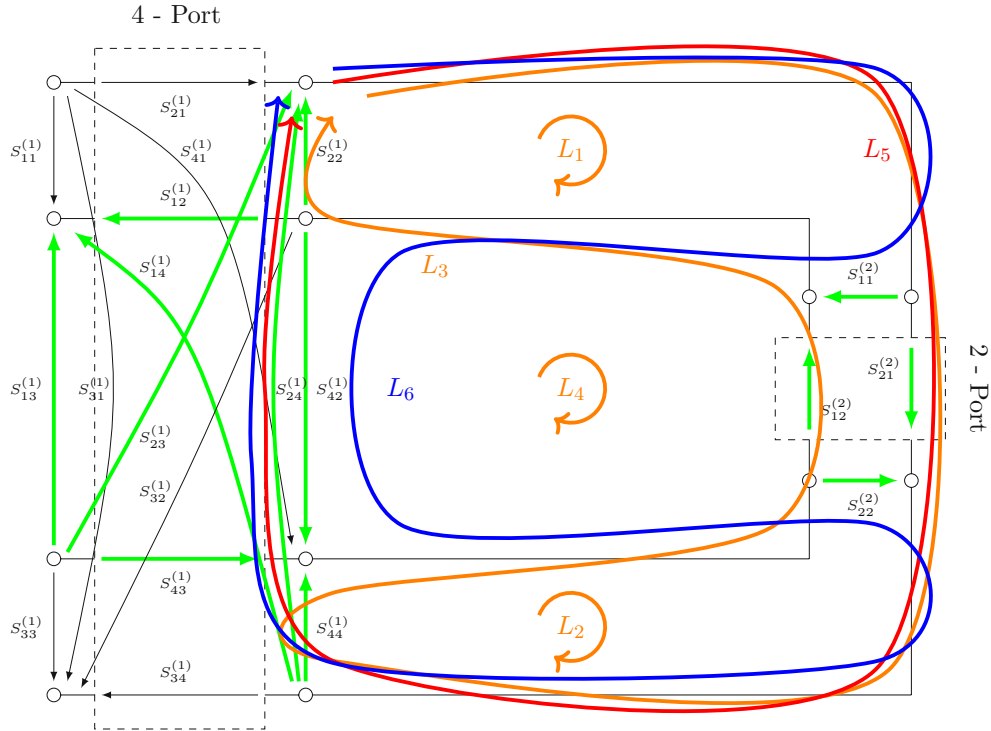 4 - Port
S_{21}^{(1)}
S_{11}^{(1)}
S_{41}^{(1)}
S_{22}^{(1)}
L_1
L_5
S_{12}^{(1)}
S_{14}^{(1)}
L_3
S_{11}^{(2)}
S_{13}^{(1)}
S_{31}^{(1)}
S_{24}^{(1)}
S_{42}^{(1)}
L_6
L_4
S_{21}^{(2)}
S_{12}^{(2)}
2 - Port
S_{23}^{(1)}
S_{32}^{(1)}
S_{22}^{(2)}
S_{43}^{(1)}
S_{33}^{(1)}
S_{44}^{(1)}
L_2
S_{34}^{(1)}